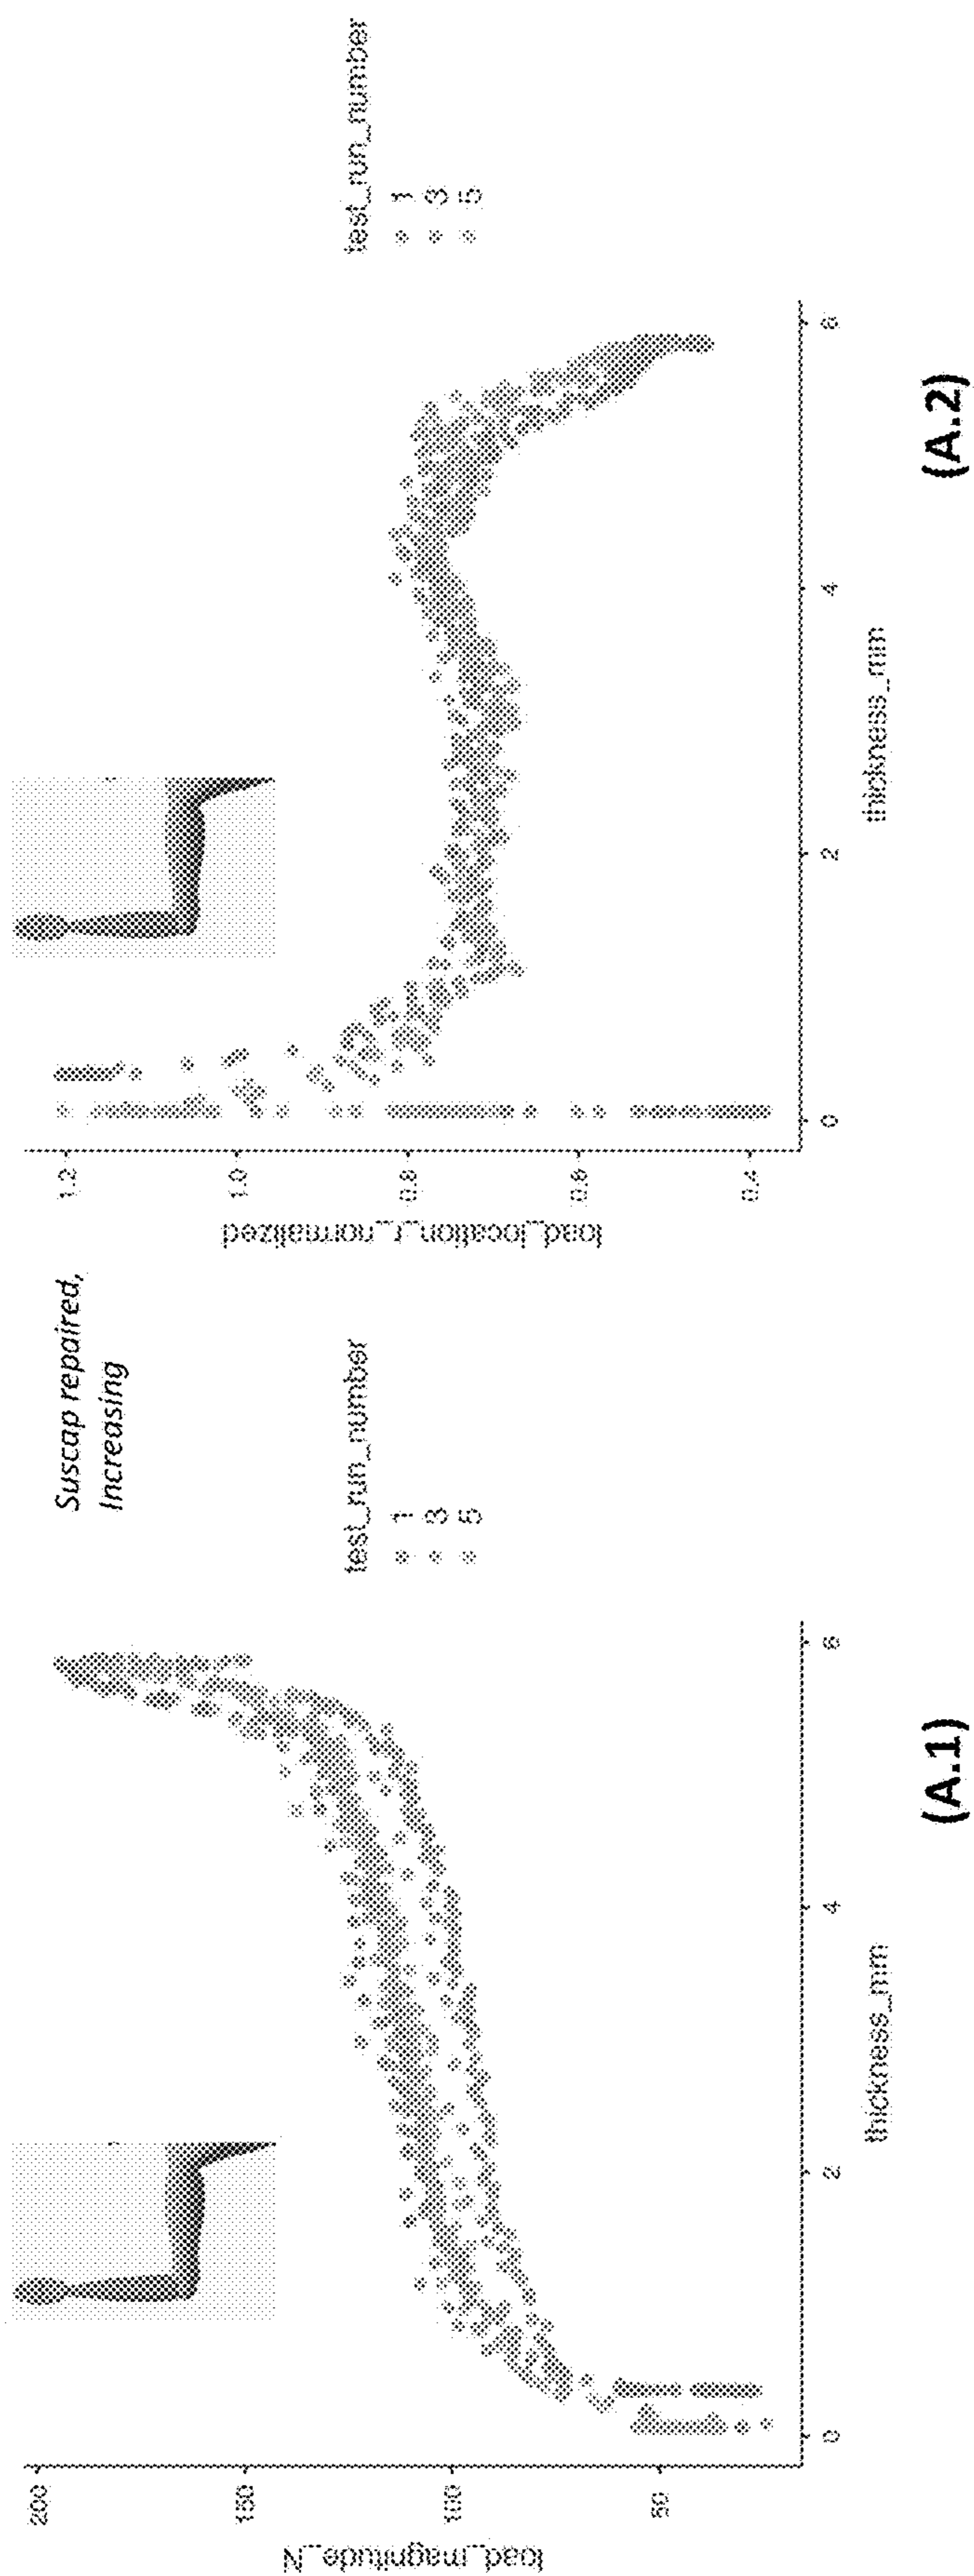 Suscap repaired,
Increasing
load_magnitude_N
200
150
100
50
0
2
4
6
thickness_mm
test_run_number
1
3
5
(A.1)
load_location_r_normalized
1.2
1.0
0.8
0.6
0.4
0
2
4
6
thickness_mm
test_run_number
1
3
5
(A.2)